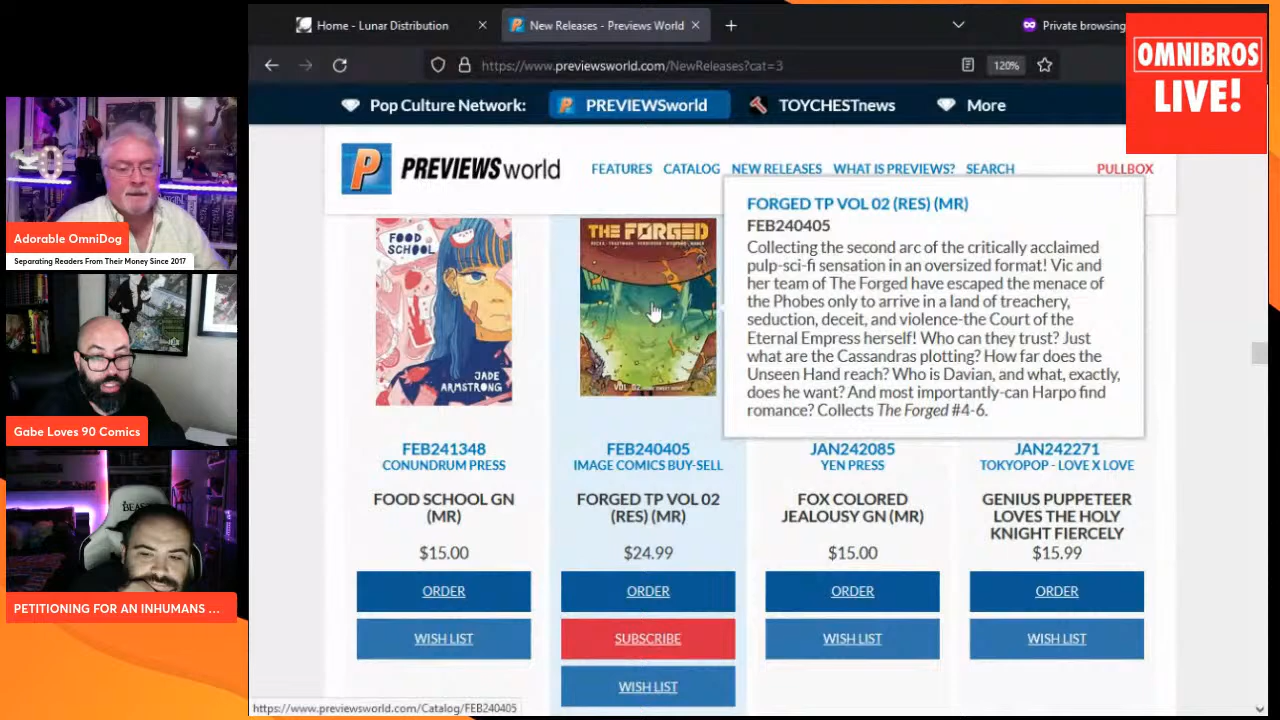 Home - Lunar Distribution
New Releases - Previews World
Private browsing
https://www.previewsworld.com/NewReleases?cat=3
120%
OMNIBROS
LIVE!
Pop Culture Network:
PREVIEWSworld
TOYCHESTnews
More
PREVIEWSworld
FEATURES
CATALOG
NEW RELEASES
WHAT IS PREVIEWS?
SEARCH
PULLBOX
FORGED TP VOL 02 (RES) (MR)
FEB240405
Collecting the second arc of the critically acclaimed
pulp-sci-fi sensation in an oversized format! Vic and
her team of The Forged have escaped the menace of
the Phobes only to arrive in a land of treachery,
seduction, deceit, and violence-the Court of the
Eternal Empress herself! Who can they trust? Just
what are the Cassandras plotting? How far does the
Unseen Hand reach? Who is Davian, and what, exactly,
does he want? And most importantly-can Harpo find
romance? Collects The Forged #4-6.
FOOD
SCHOOL
JADE
ARMSTRONG
THE FORGED
VOL. 02
FEB241348
CONUNDRUM PRESS
FOOD SCHOOL GN
(MR)
$15.00
ORDER
WISH LIST
FEB240405
IMAGE COMICS BUY-SELL
FORGED TP VOL 02
(RES) (MR)
$24.99
ORDER
SUBSCRIBE
WISH LIST
JAN242085
YEN PRESS
FOX COLORED
JEALOUSY GN (MR)
$15.00
ORDER
WISH LIST
JAN242271
TOKYOPOP - LOVE X LOVE
GENIUS PUPPETEER
LOVES THE HOLY
KNIGHT FIERCELY
$15.99
ORDER
WISH LIST
https://www.previewsworld.com/Catalog/FEB240405
Adorable OmniDog
Separating Readers From Their Money Since 2017
Gabe Loves 90 Comics
PETITIONING FOR AN INHUMANS ...